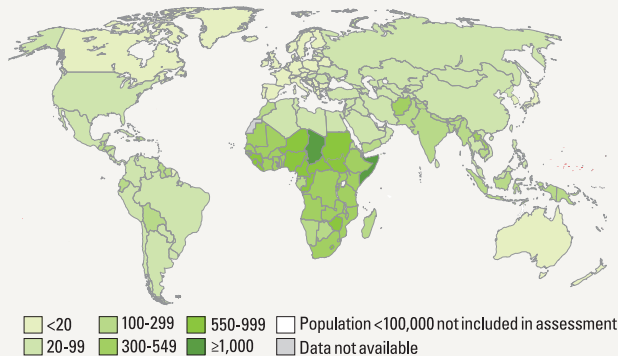 <20 100-299 550-999 Population <100,000 not included in assessment
20-99 300-549 ≥1,000 Data not available